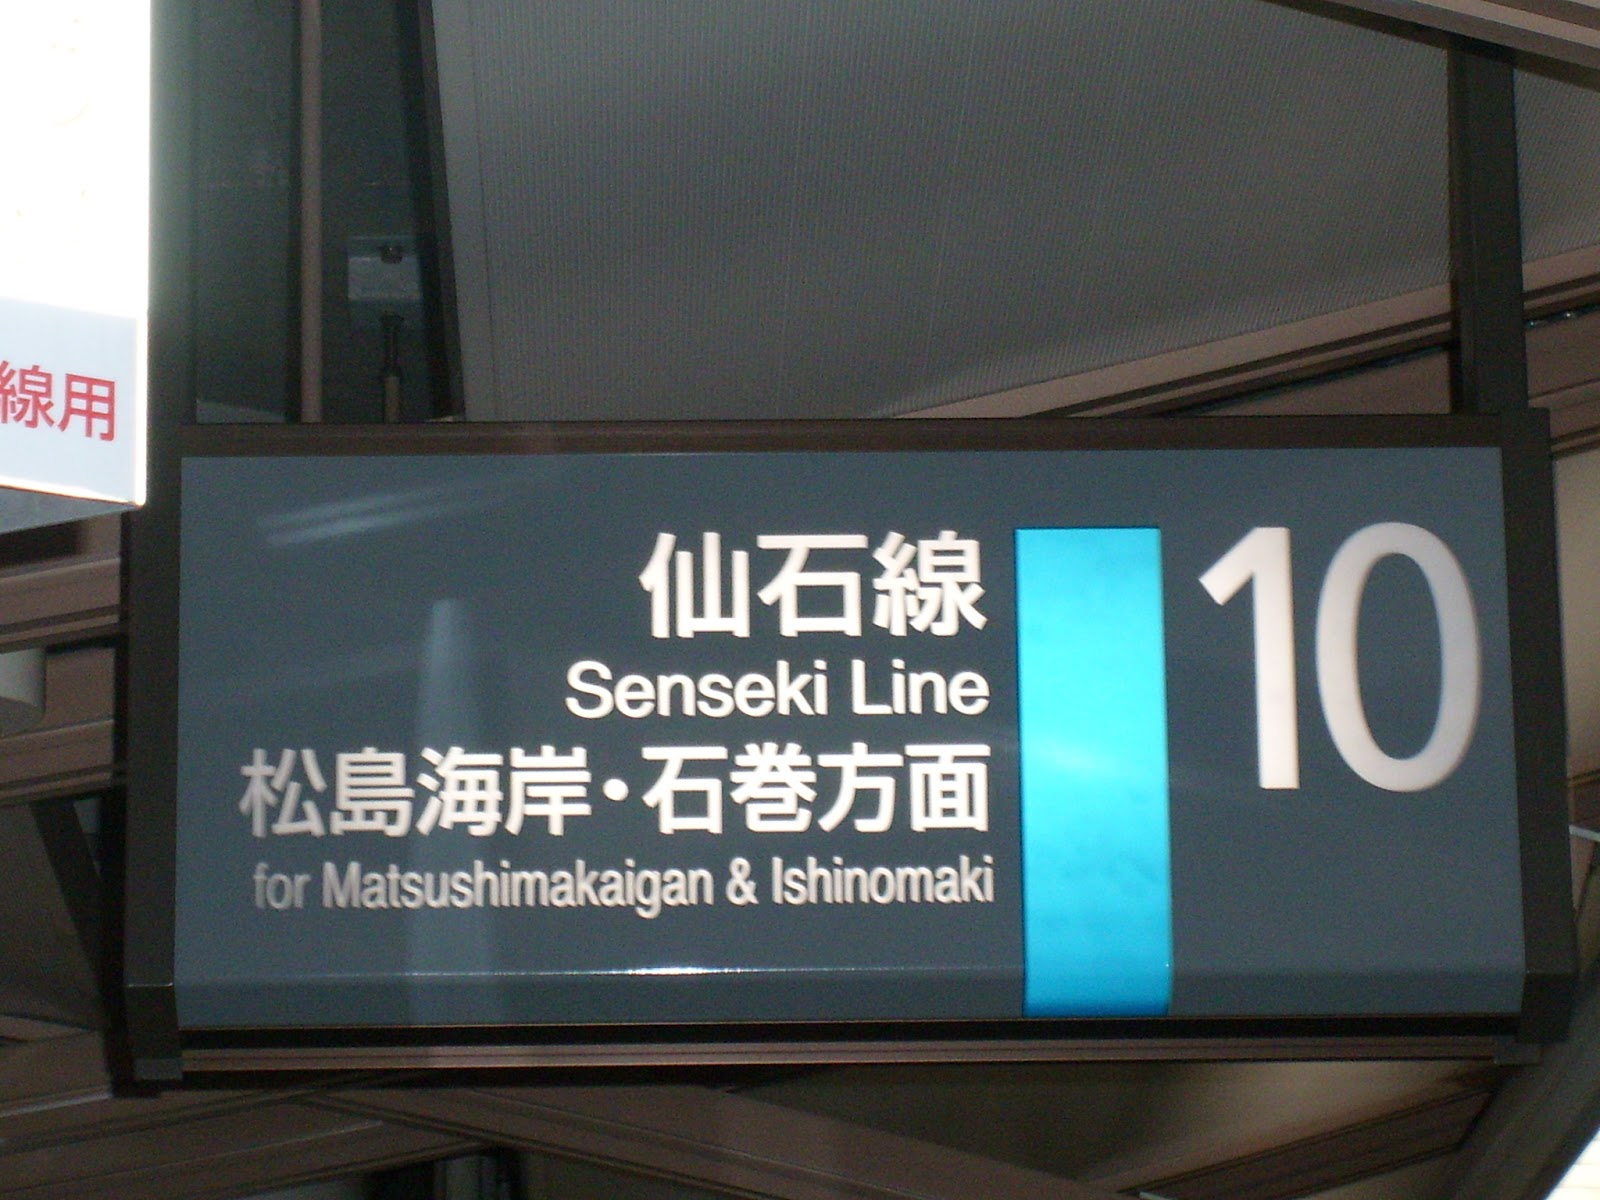 線用
仙石線
Senseki Line
松島海岸・石巻方面
for Matsushimakaigan & Ishinomaki
10